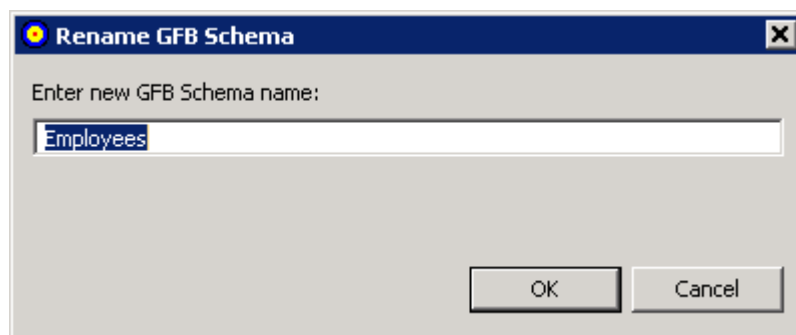 Rename GFB Schema
Enter new GFB Schema name:
Employees
OK Cancel